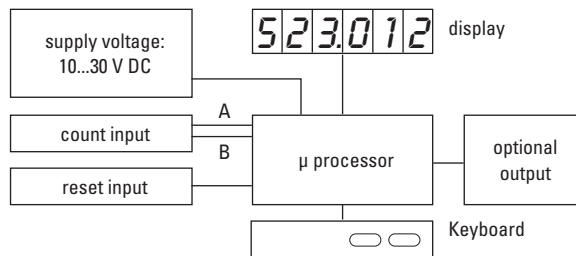 supply voltage:
10...30 V DC
523.012
display
A
count input
B
µ processor
optional
output
reset input
Keyboard